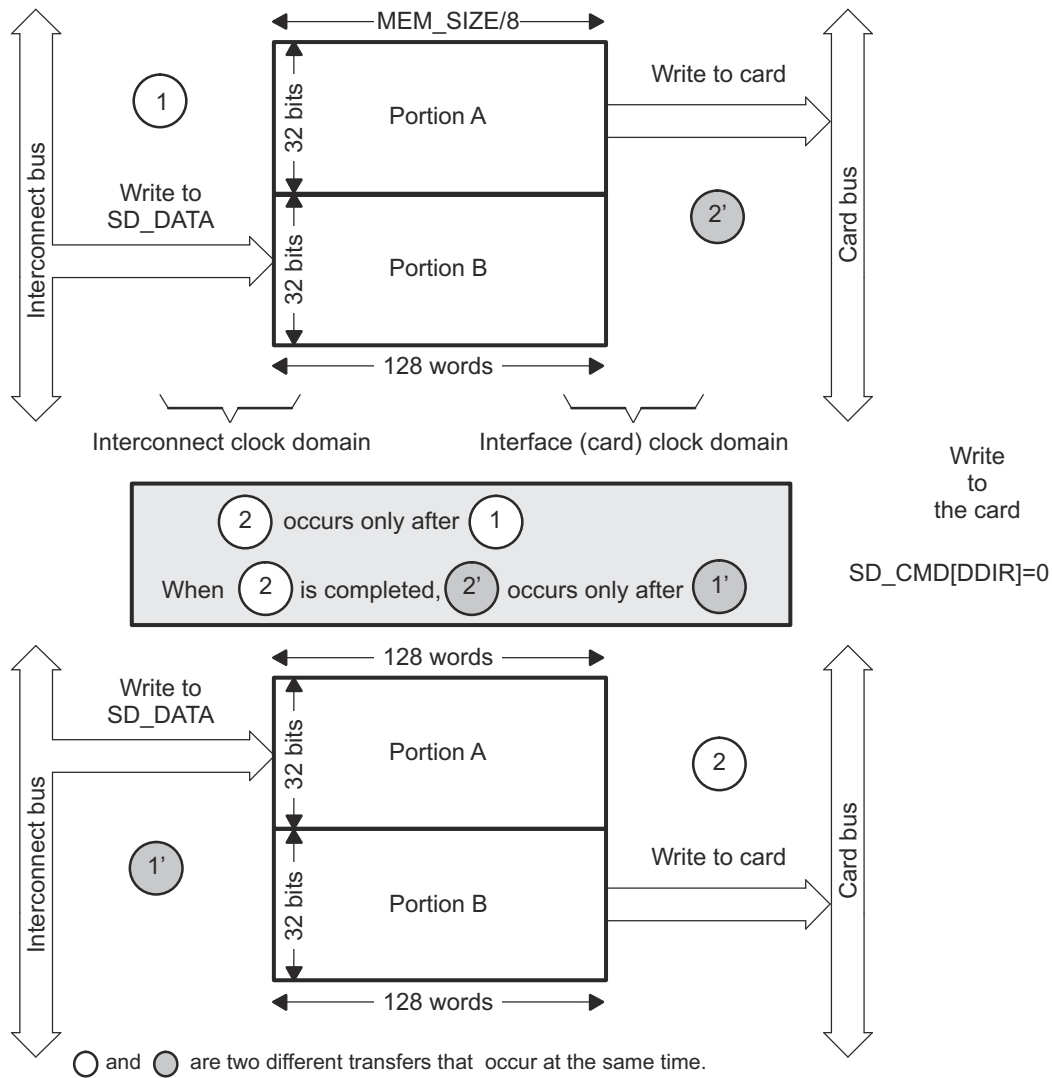 MEM_SIZE/8
Interconnect bus
1
Write to
SD_DATA
32 bits
Portion A
32 bits
Portion B
128 words
Write to card
2’
Card bus
Interconnect clock domain
Interface (card) clock domain
2 occurs only after 1
When 2 is completed, 2’ occurs only after 1’
Write
to
the card
SD_CMD[DDIR]=0
128 words
Interconnect bus
Write to
SD_DATA
1’
32 bits
Portion A
32 bits
Portion B
128 words
2
Write to card
Card bus
and are two different transfers that occur at the same time.